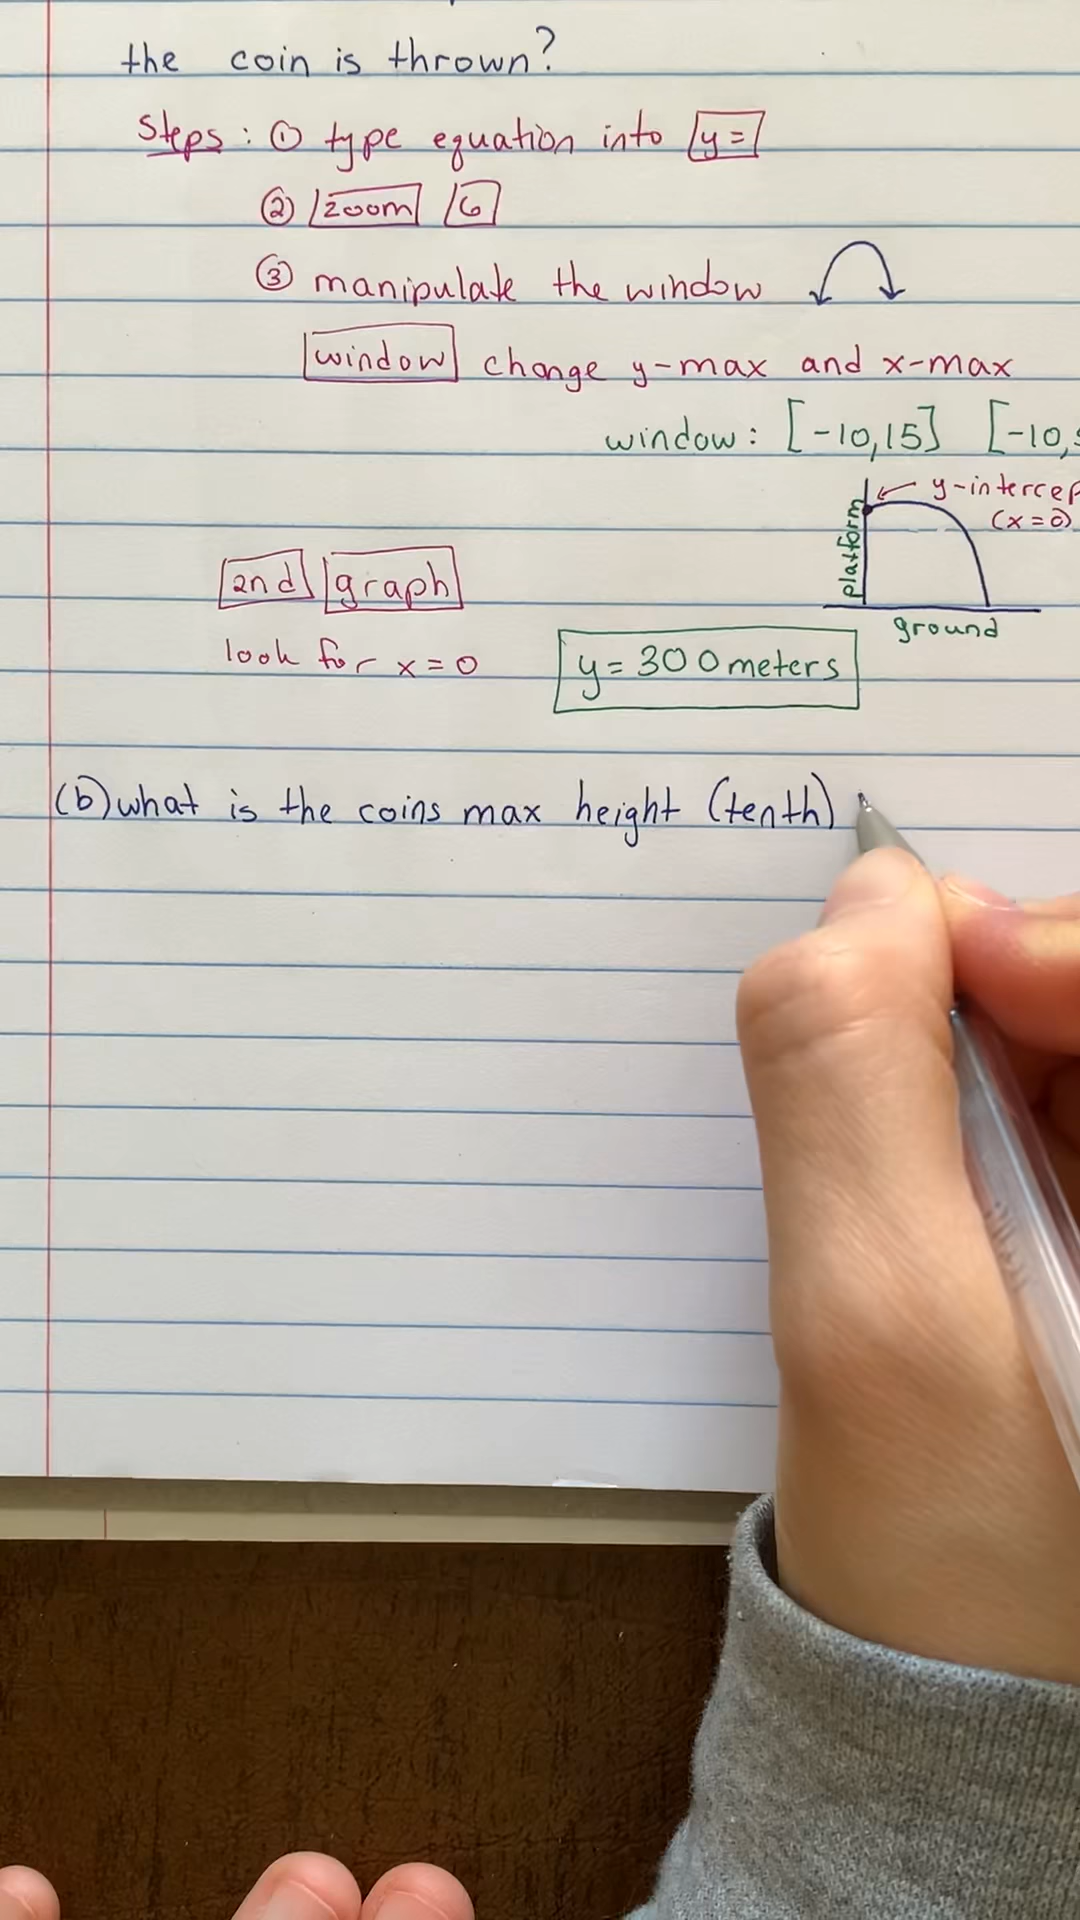 the coin is thrown?
Steps: ① type equation into y=
② zoom 6
③ manipulate the window
window change y-max and x-max
window: [-10,15] [-10,
y-intercep
(x=0)
platform
ground
2nd graph
look for x=0
y=300meters
(b) what is the coins max height (tenth)